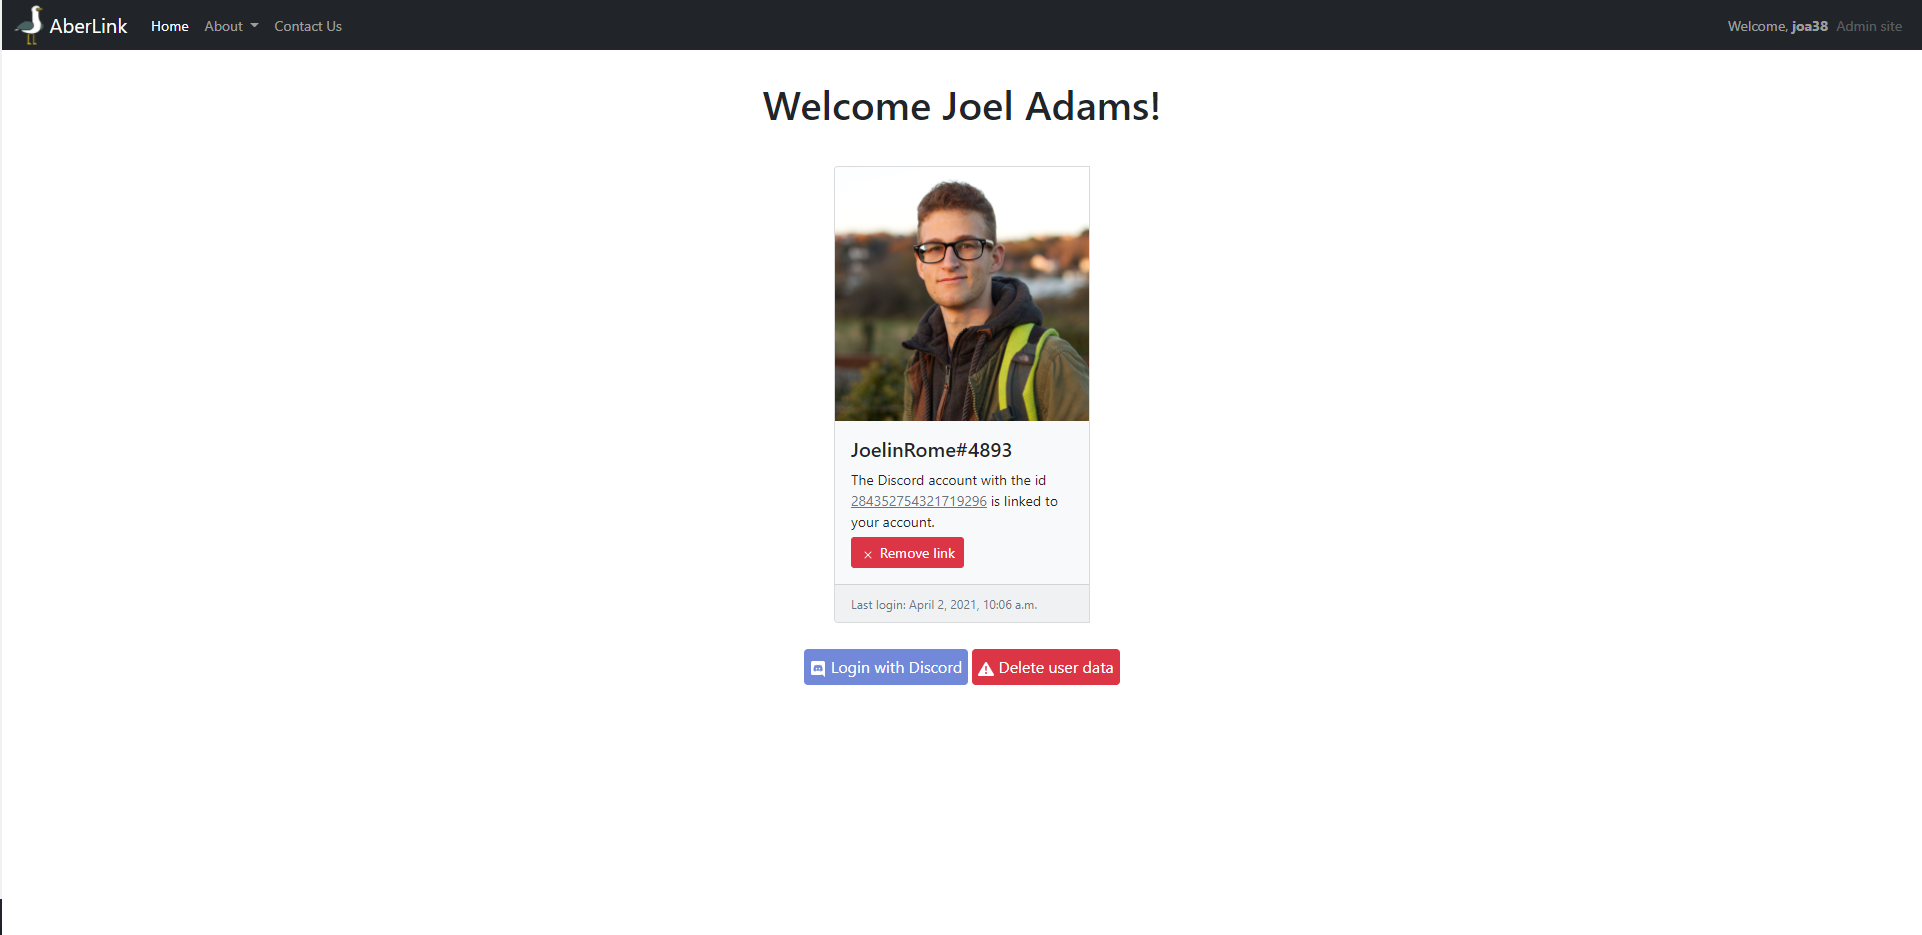 AberLink Home About Contact Us Welcome, joa38 Admin site
Welcome Joel Adams!
JoelinRome#4893
The Discord account with the id
284352754321719296 is linked to
your account.
× Remove link
Last login: April 2, 2021, 10:06 a.m.
Login with Discord Delete user data